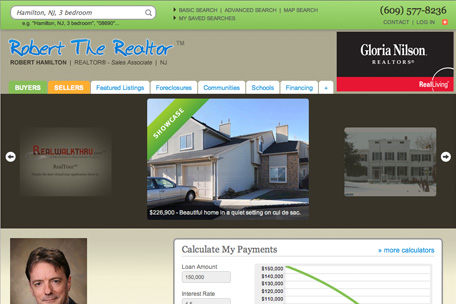 Hamilton, NJ, 3 bedroom
e.g. "Hamilton, NJ, 3 bedroom", "08690"...
BASIC SEARCH | ADVANCED SEARCH | MAP SEARCH
MY SAVED SEARCHES
(609) 577-8236
CONTACT | LOG IN
Robert The Realtor™
ROBERT HAMILTON | REALTOR® - Sales Associate | NJ
Gloria Nilson
REALTORS®
RealLiving
BUYERS
SELLERS
Featured Listings
Foreclosures
Communities
Schools
Financing
+
REALWALKTHRU
RealTour™
SHOWCASE
$226,900 - Beautiful home in a quiet setting on cul de sac.
Calculate My Payments
» more calculators
Loan Amount
150,000
Interest Rate
$150,000
$140,000
$130,000
$120,000
$110,000